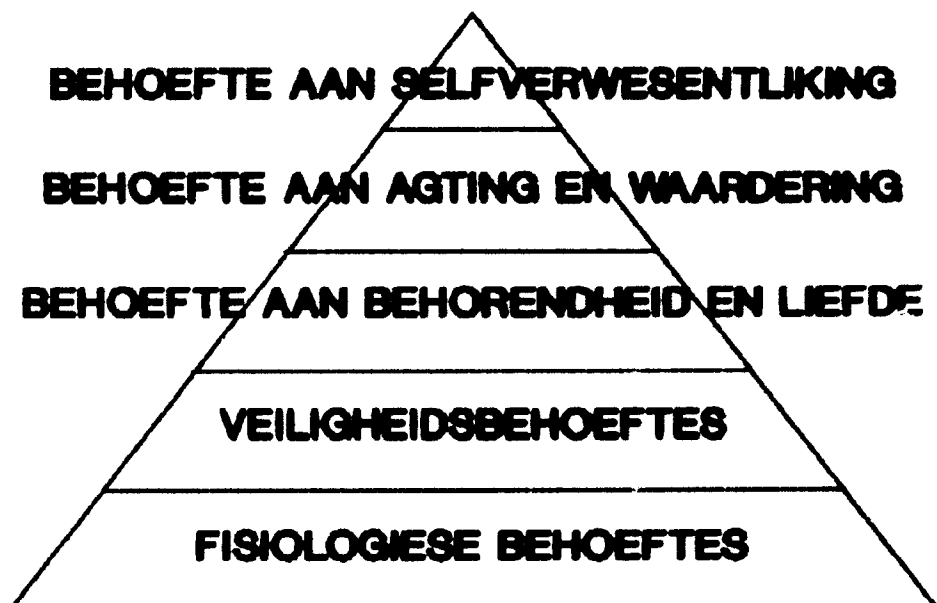 BEHOEFTE AAN SELFVERWESENTLIKING
BEHOEFTE AAN AGTING EN WAARDERING
BEHOEFTE AAN BEHORENDHEID EN LIEFDE
VEILIGHEIDSBEHOEFTES
FISIOLOGIESE BEHOEFTES